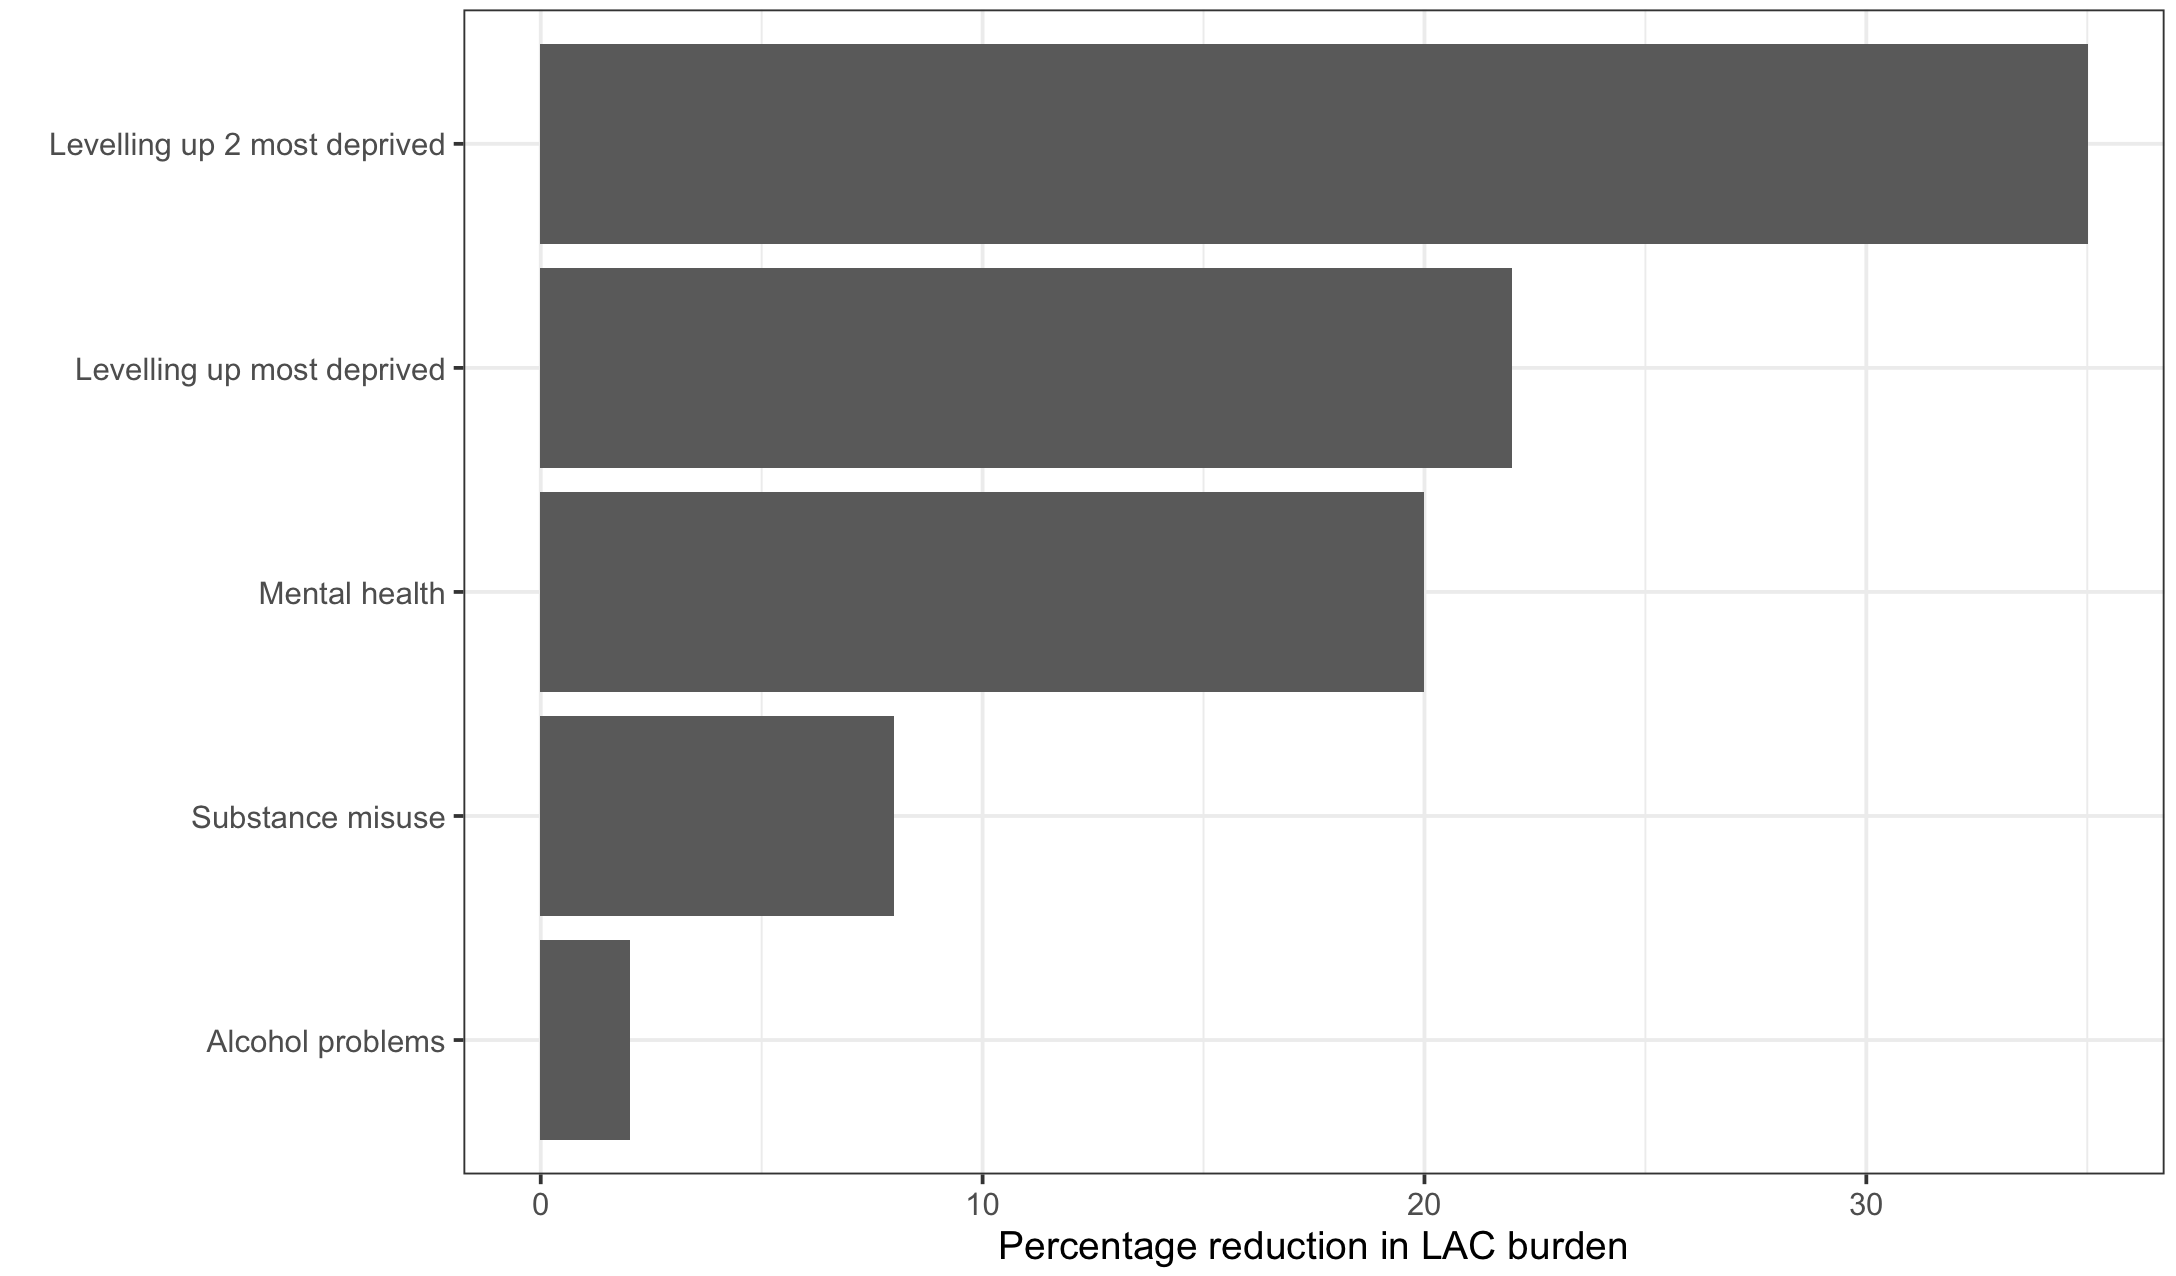 Levelling up 2 most deprived
Levelling up most deprived
Mental health
Substance misuse
Alcohol problems
0 10 20 30
Percentage reduction in LAC burden